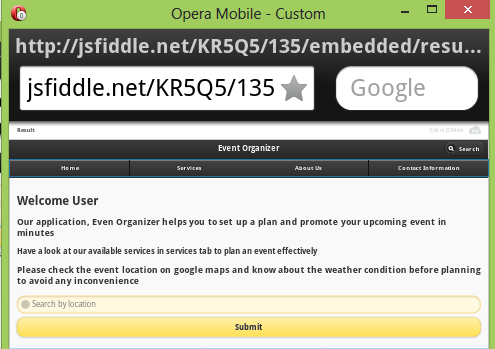 Opera Mobile - Custom
http://jsfiddle.net/KR5Q5/135/embedded/resu...
jsfiddle.net/KR5Q5/135
Google
Result
Edit in JSFiddle
Event Organizer
Search
Home Services About Us Contact Information
Welcome User
Our application, Even Organizer helps you to set up a plan and promote your upcoming event in
minutes
Have a look at our available services in services tab to plan an event effectively
Please check the event location on google maps and know about the weather condition before planning
to avoid any inconvenience
Search by location
Submit